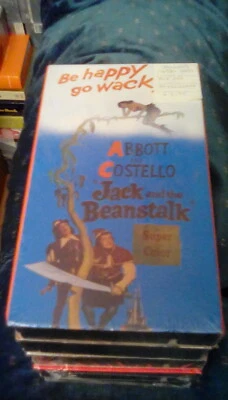 Be happy
go wack
ABBOTT
COSTELLO
"Jack and the
Beanstalk"
Super
Color